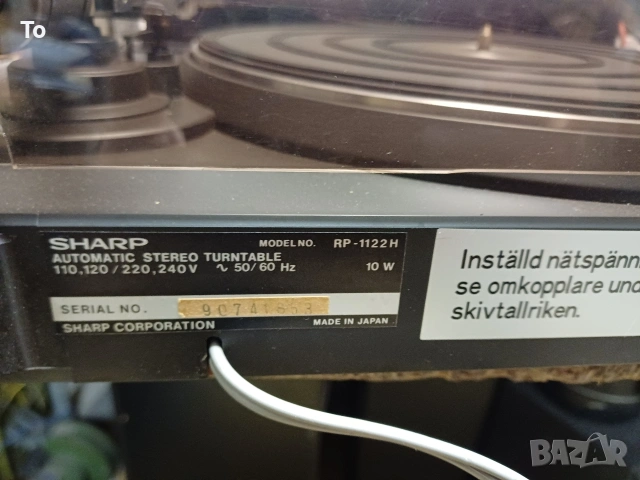 To
SHARP MODEL NO. RP-1122H
AUTOMATIC STEREO TURNTABLE
110,120/220,240V ∿ 50/60 Hz 10W
SERIAL NO.
SHARP CORPORATION MADE IN JAPAN
Inställd nätspänn
se omkopplare und
skivtallriken.
bazar